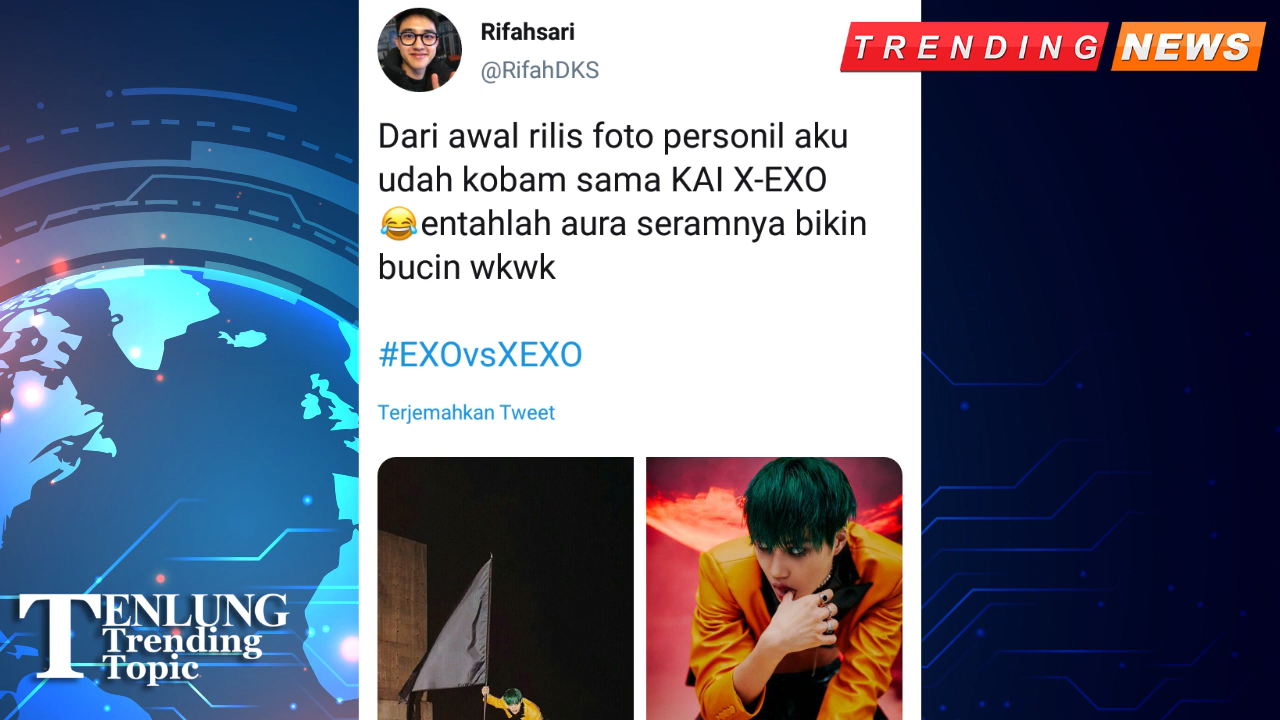 Rifahsari
@RifahDKS
TRENDING NEWS
Dari awal rilis foto personil aku
udah kobam sama KAI X-EXO
😂entahlah aura seramnya bikin
bucin wkwk
#EXOvsXEXO
Terjemahkan Tweet
TENLUNG
Trending
Topic